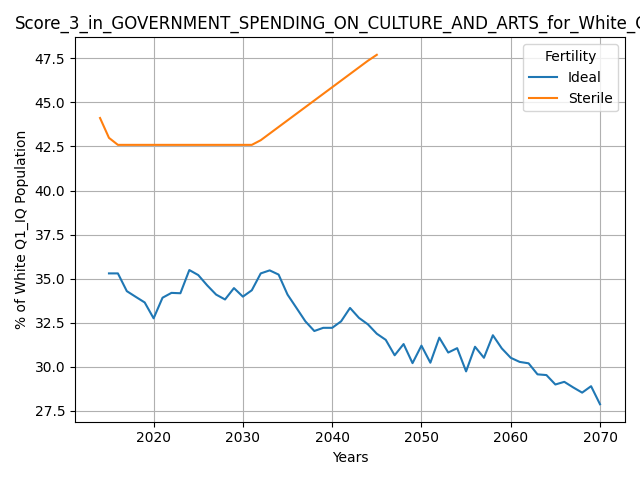 Score_3_in_GOVERNMENT_SPENDING_ON_CULTURE_AND_ARTS_for_White_
Fertility
Ideal
Sterile
% of White Q1_IQ Population
47.5
45.0
42.5
40.0
37.5
35.0
32.5
30.0
27.5
2020 2030 2040 2050 2060 2070
Years